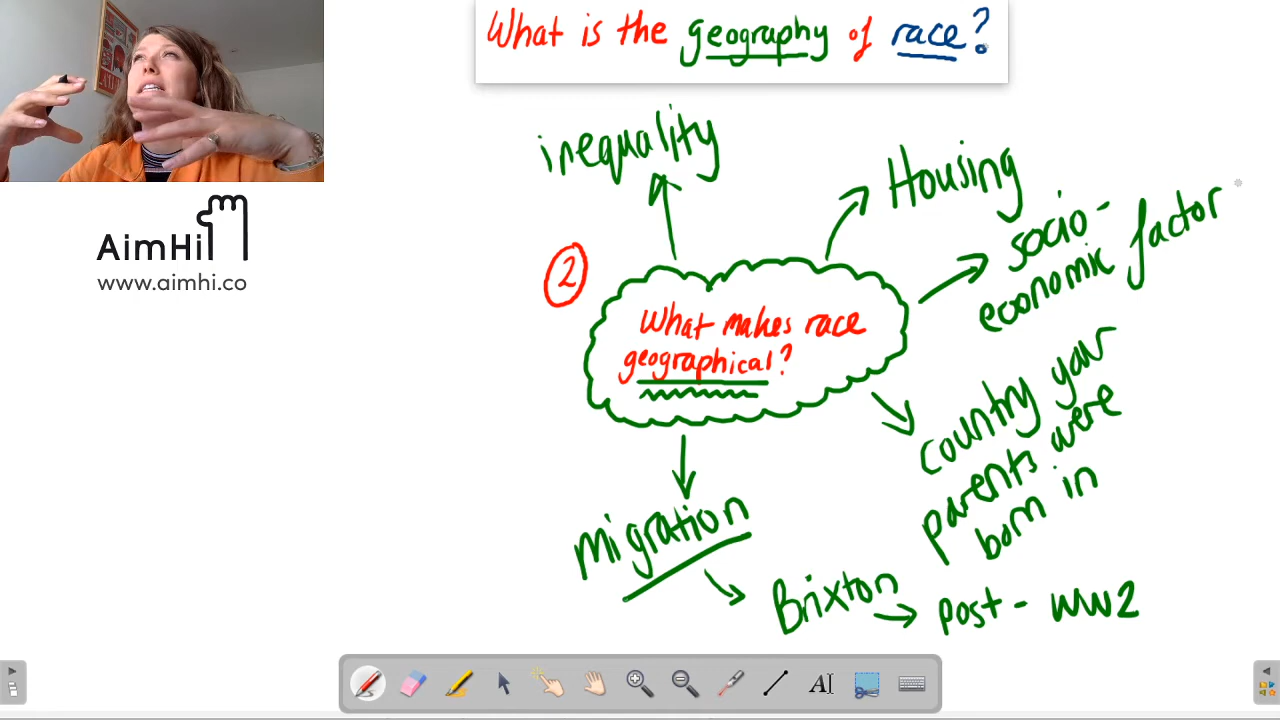 What is the geography of race?
AimHi
www.aimhi.co
inequality
Housing
socio-
economic factor
2
What makes race
geographical?
country your
parents were
born in
migration
Brixton
post - WW2
AI